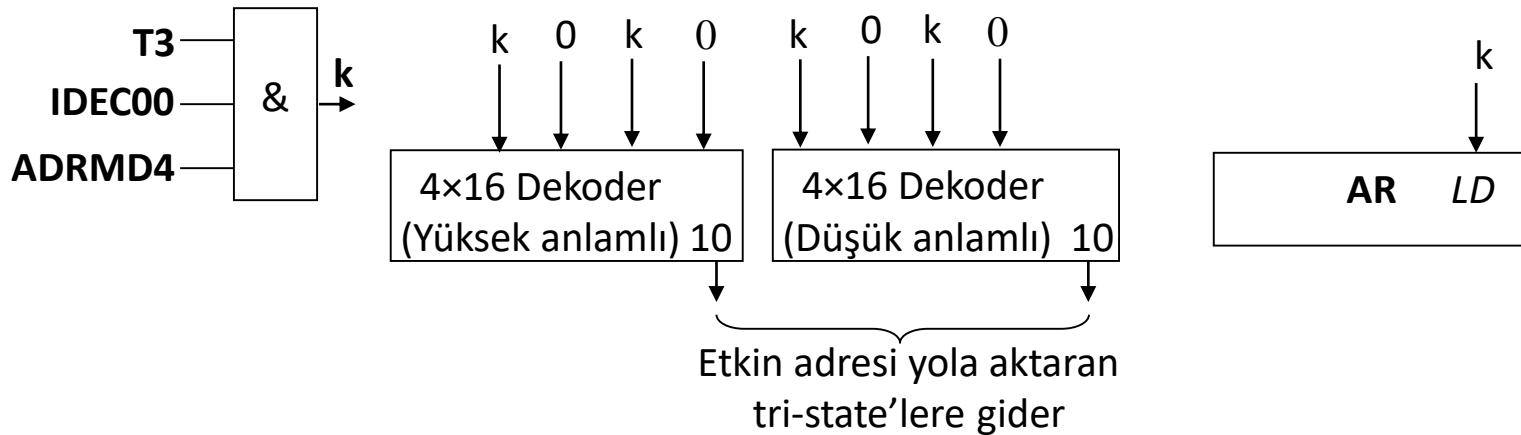 T3
IDEC00
ADRMD4
&
k
k 0 k 0
k 0 k 0
k
4×16 Dekoder
(Yüksek anlamlı) 10
4×16 Dekoder
(Düşük anlamlı) 10
AR LD
Etkin adresi yola aktaran
tri-state’lere gider